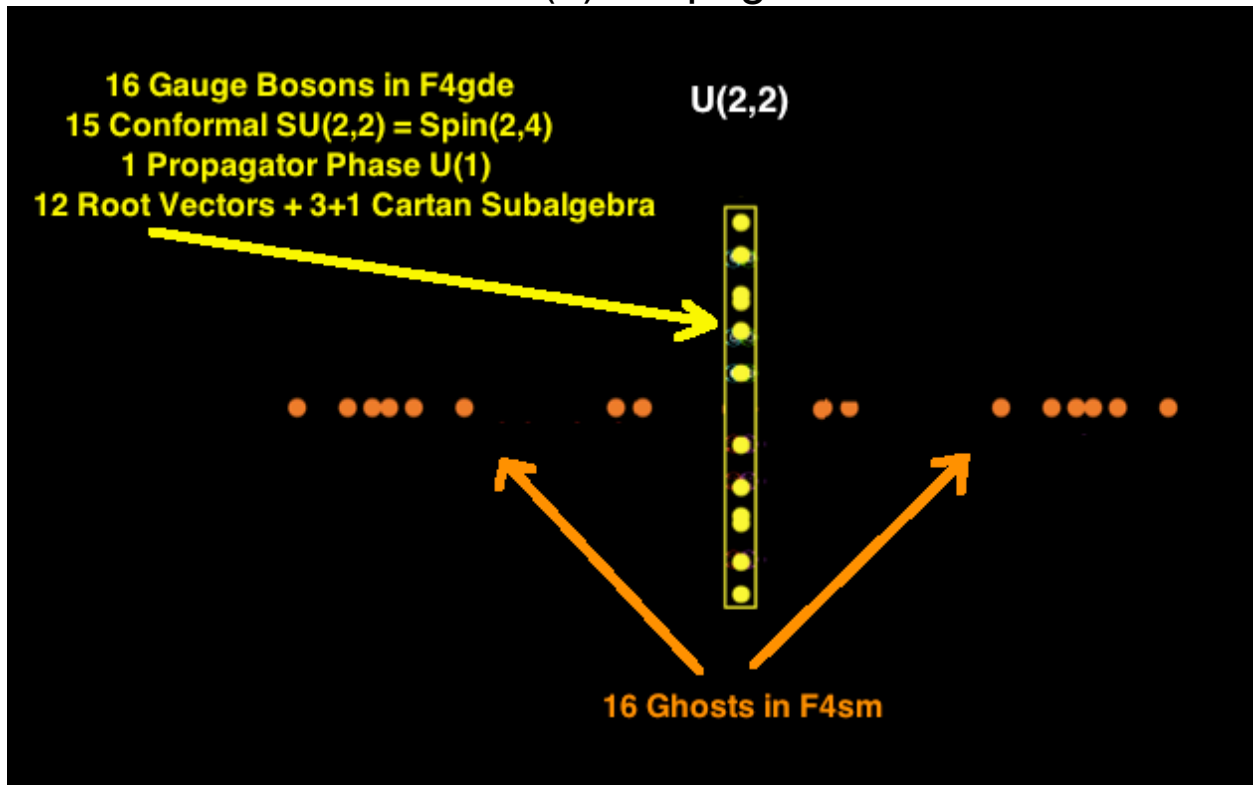 16 Gauge Bosons in F4gde
15 Conformal SU(2,2) = Spin(2,4)
1 Propagator Phase U(1)
12 Root Vectors + 3+1 Cartan Subalgebra
U(2,2)
16 Ghosts in F4sm